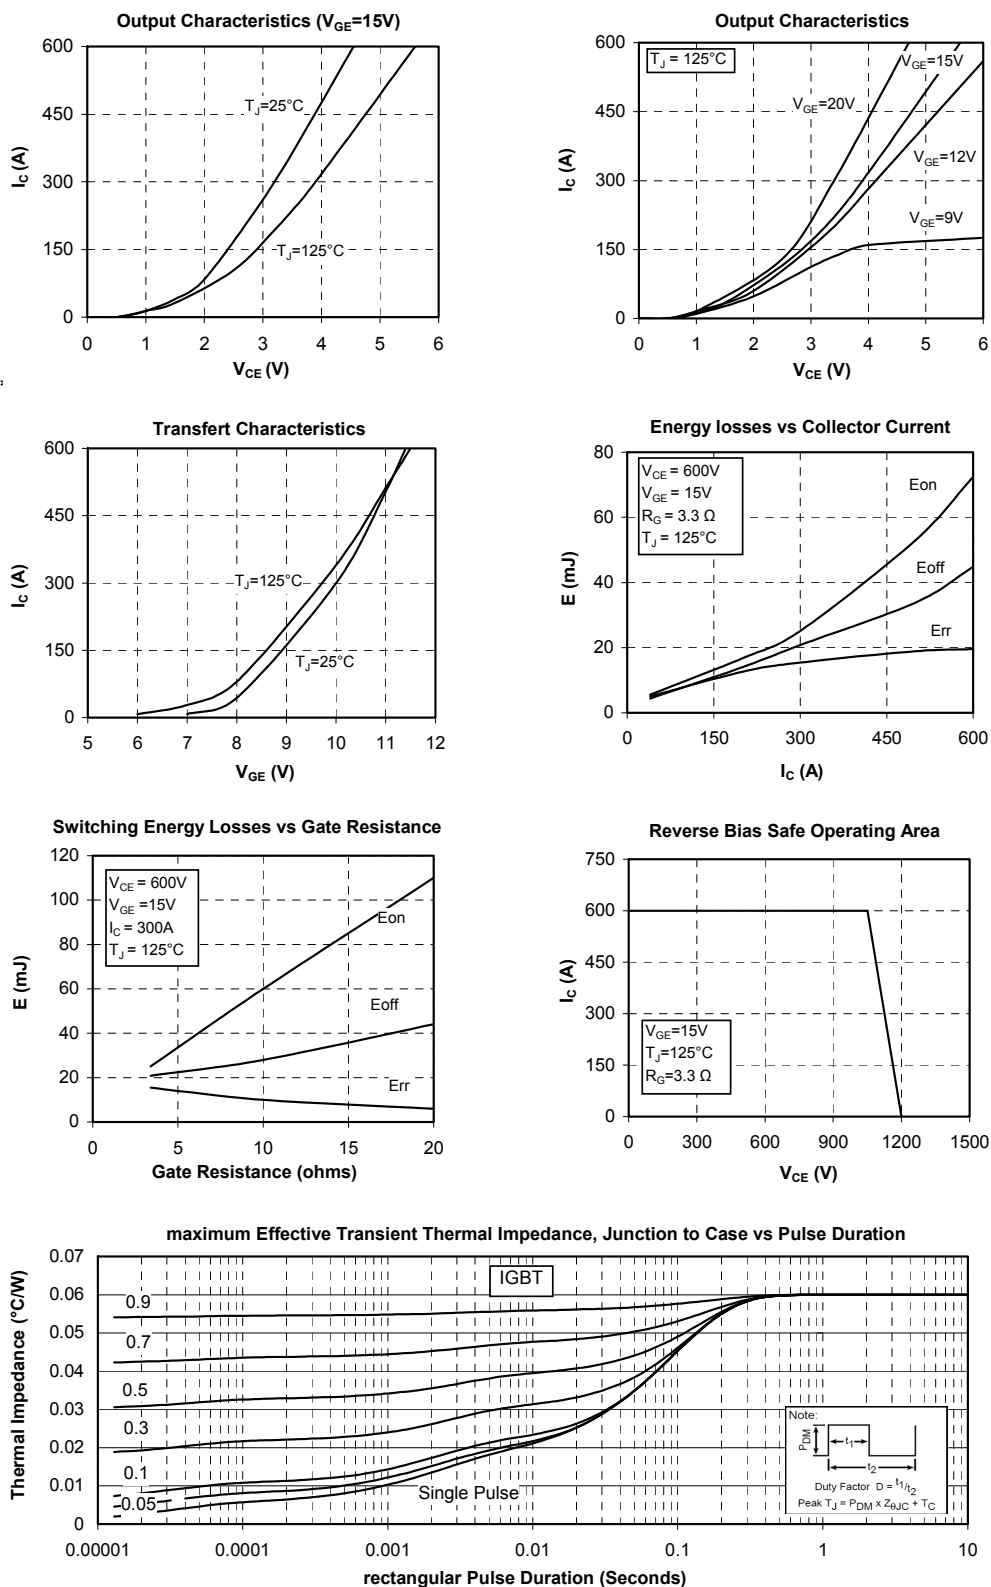 Output Characteristics (VGE=15V)
600
450
300
150
0
0 1 2 3 4 5 6
IC (A)
VCE (V)
TJ=25°C
TJ=125°C
Output Characteristics
600
450
300
150
0
0 1 2 3 4 5 6
IC (A)
VCE (V)
TJ = 125°C
VGE=15V
VGE=20V
VGE=12V
VGE=9V
Transfert Characteristics
600
450
300
150
0
5 6 7 8 9 10 11 12
IC (A)
VGE (V)
TJ=125°C
TJ=25°C
Energy losses vs Collector Current
80
60
40
20
0
0 150 300 450 600
E (mJ)
IC (A)
VCE = 600V
VGE = 15V
RG = 3.3 Ω
TJ = 125°C
Eon
Eoff
Err
Switching Energy Losses vs Gate Resistance
120
100
80
60
40
20
0
0 5 10 15 20
E (mJ)
Gate Resistance (ohms)
VCE = 600V
VGE =15V
IC = 300A
TJ = 125°C
Eon
Eoff
Err
Reverse Bias Safe Operating Area
750
600
450
300
150
0
0 300 600 900 1200 1500
IC (A)
VCE (V)
VGE=15V
TJ=125°C
RG=3.3 Ω
maximum Effective Transient Thermal Impedance, Junction to Case vs Pulse Duration
0.07
0.06
0.05
0.04
0.03
0.02
0.01
0
0.00001 0.0001 0.001 0.01 0.1 1 10
Thermal Impedance (°C/W)
rectangular Pulse Duration (Seconds)
IGBT
0.9
0.7
0.5
0.3
0.1
0.05
Single Pulse
Note:
PDM
t1
t2
Duty Factor D = t1/t2
Peak TJ = PDM x ZθJC + TC